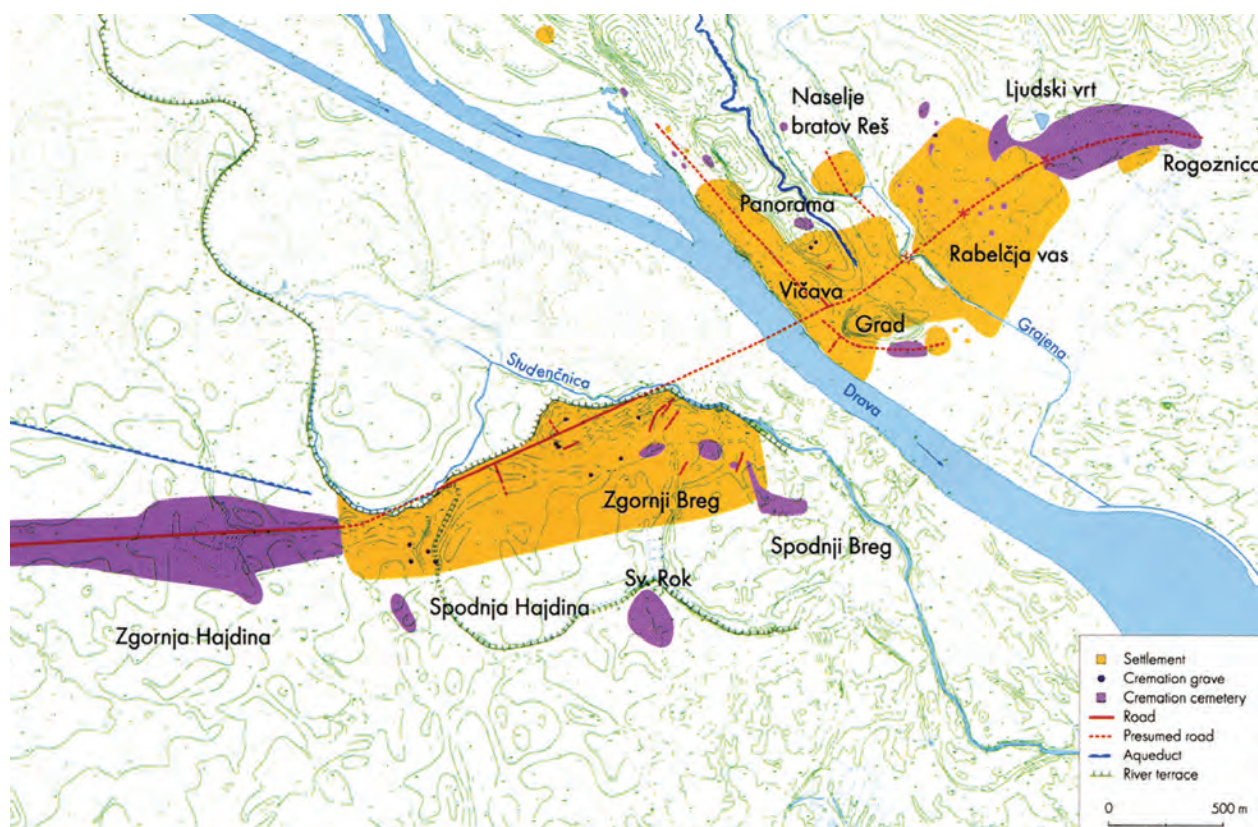 Ljudski vrt
Naselje
bratov Reš
Rogoznica
Panorama
Rabelčja vas
Vičava
Grad
Grajena
Studenčnica
Drava
Zgornji Breg
Spodnji Breg
Sv. Rok
Spodnja Hajdina
Zgornja Hajdina
Settlement
Cremation grave
Cremation cemetery
Road
Presumed road
Aqueduct
River terrace
0 500 m